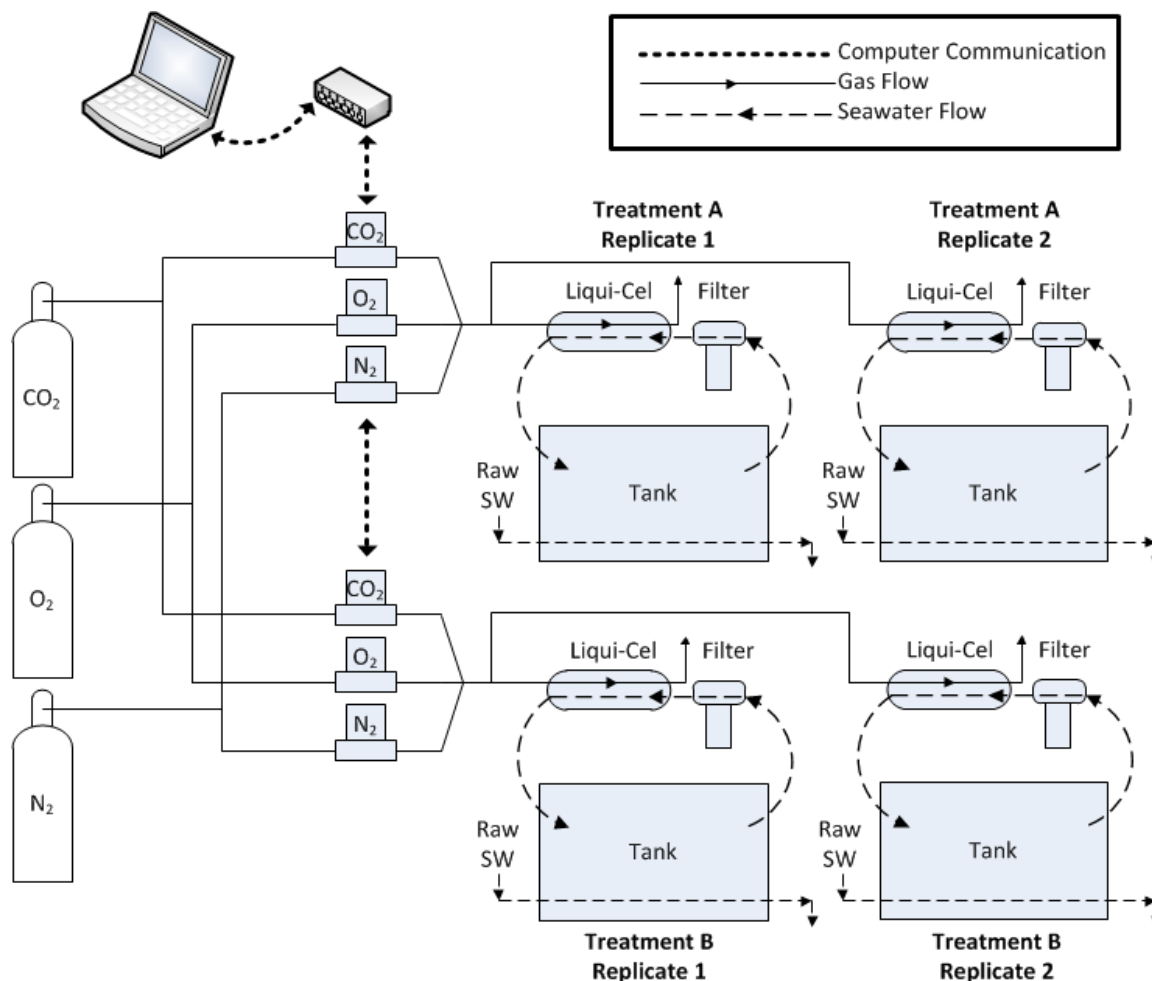 Computer Communication
Gas Flow
Seawater Flow
CO₂
O₂
N₂
CO₂
O₂
N₂
Treatment A
Replicate 1
Liqui-Cel
Filter
Raw
SW
Tank
Treatment A
Replicate 2
Liqui-Cel
Filter
Raw
SW
Tank
CO₂
O₂
N₂
Liqui-Cel
Filter
Raw
SW
Tank
Treatment B
Replicate 1
Liqui-Cel
Filter
Raw
SW
Tank
Treatment B
Replicate 2